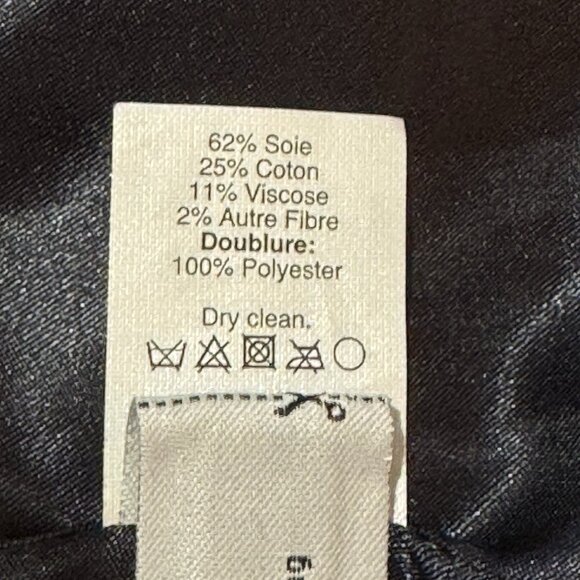 62% Soie
25% Coton
11% Viscose
2% Autre Fibre
Doublure:
100% Polyester
Dry clean.